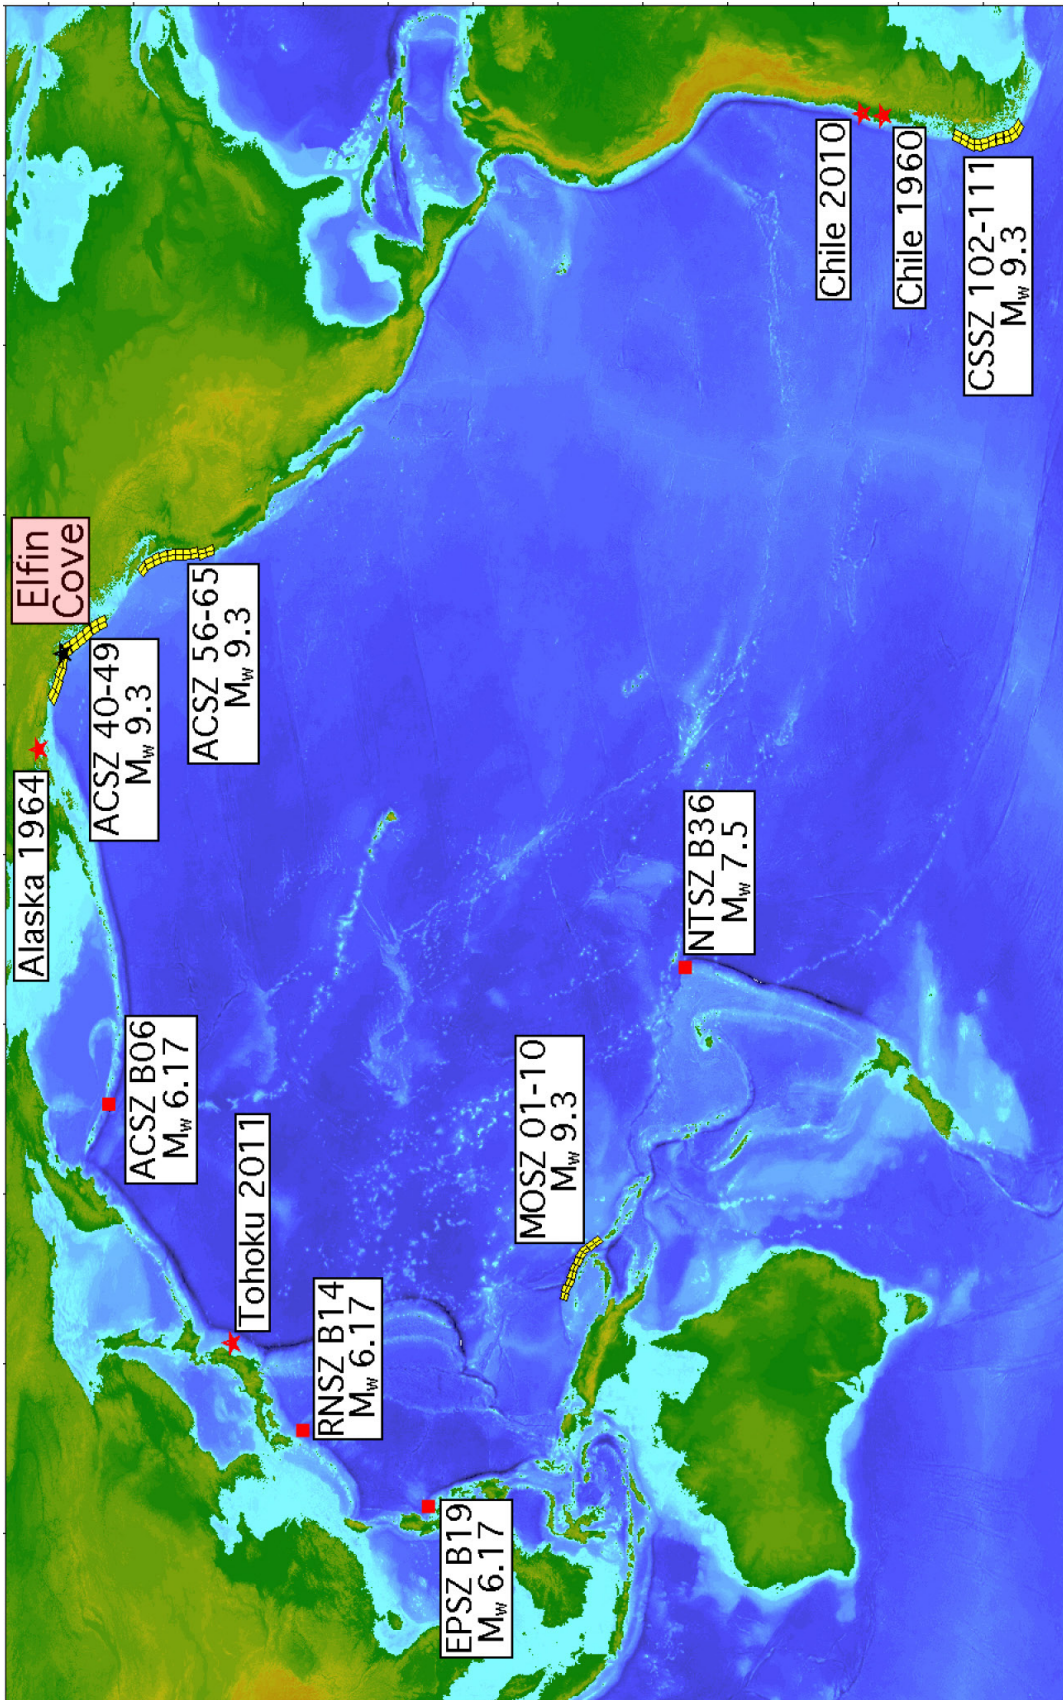 Elfin
Cove
Alaska 1964
ACSZ 40-49
Mw 9.3
ACSZ 56-65
Mw 9.3
ACSZ B06
Mw 6.17
Tohoku 2011
RNSZ B14
Mw 6.17
EPSZ B19
Mw 6.17
MOSZ 01-10
Mw 9.3
NTSZ B36
Mw 7.5
Chile 2010
Chile 1960
CSSZ 102-111
Mw 9.3